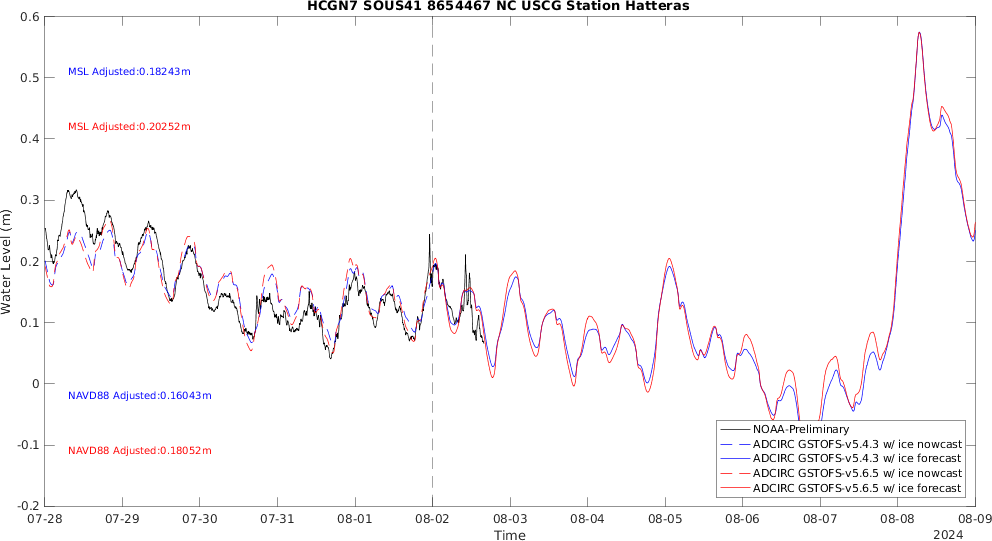 HCGN7 SOUS41 8654467 NC USCG Station Hatteras
0.6
0.5
0.4
0.3
0.2
0.1
0
-0.1
-0.2
Water Level (m)
MSL Adjusted:0.18243m
MSL Adjusted:0.20252m
NAVD88 Adjusted:0.16043m
NAVD88 Adjusted:0.18052m
NOAA-Preliminary
ADCIRC GSTOFS-v5.4.3 w/ ice nowcast
ADCIRC GSTOFS-v5.4.3 w/ ice forecast
ADCIRC GSTOFS-v5.6.5 w/ ice nowcast
ADCIRC GSTOFS-v5.6.5 w/ ice forecast
07-28 07-29 07-30 07-31 08-01 08-02 08-03 08-04 08-05 08-06 08-07 08-08 08-09
Time
2024